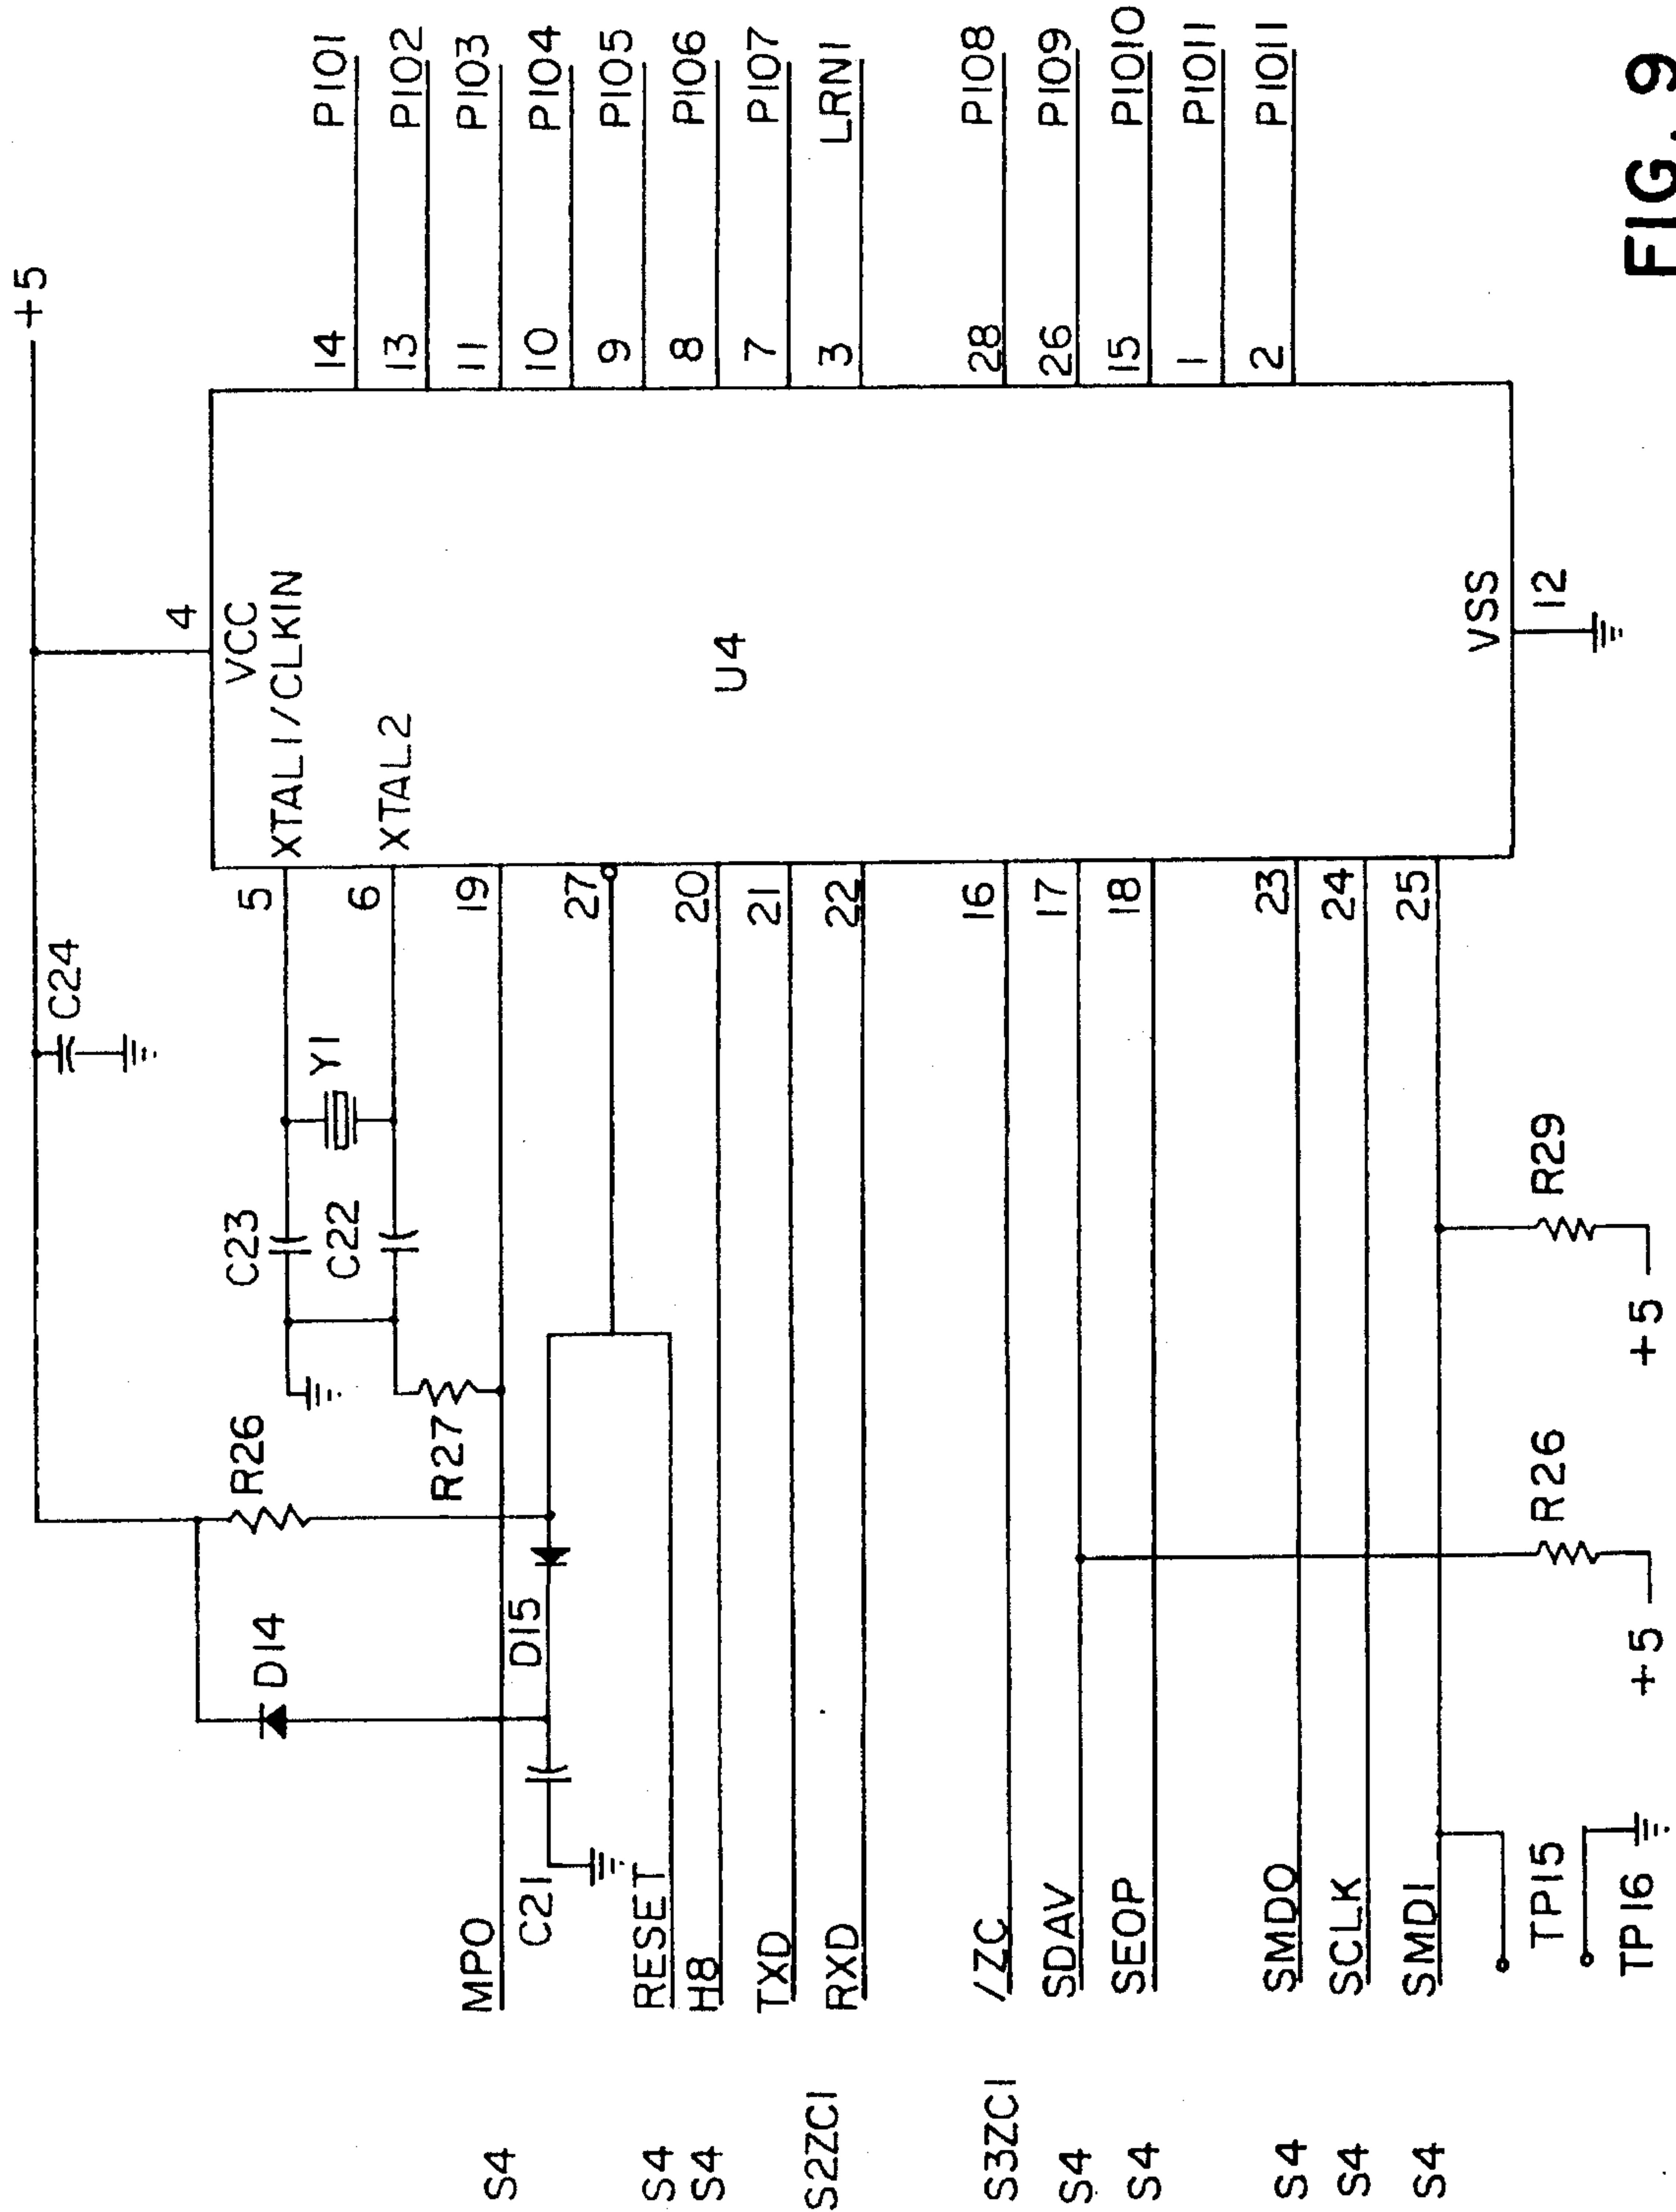 +5
C24
4
VCC
XTAL1/CLKIN
XTAL2
U4
VSS
12
R26
D14
C23
C22
Y1
R27
D15
C21
5
6
19
27
20
21
22
16
17
18
23
24
25
14 PIO1
13 PIO2
11 PIO3
10 PIO4
9 PIO5
8 PIO6
7 PIO7
3 LRN1
28 PIO8
26 PIO9
15 PIO10
1 PIO11
2 PIO11
S4 MPO
S4 RESET
S4 H8
TXD
S2ZC1 RXD
S3ZC1 /ZC
S4 SDAV
S4 SEOP
S4 SMDO
S4 SCLK
S4 SMDI
TP15
TP16
R26
+5
R29
+5
FIG. 9